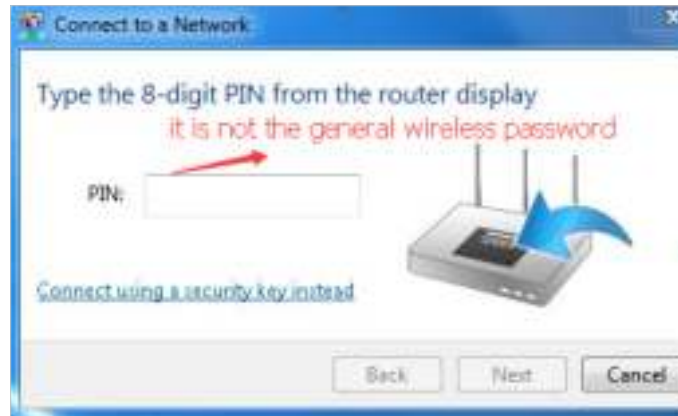 Connect to a Network
Type the 8-digit PIN from the router display
it is not the general wireless password
PIN:
Connect using a security key instead
Back
Next
Cancel